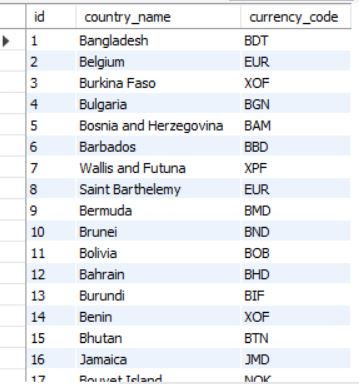 id country_name currency_code
1 Bangladesh BDT
2 Belgium EUR
3 Burkina Faso XOF
4 Bulgaria BGN
5 Bosnia and Herzegovina BAM
6 Barbados BBD
7 Wallis and Futuna XPF
8 Saint Barthelemy EUR
9 Bermuda BMD
10 Brunei BND
11 Bolivia BOB
12 Bahrain BHD
13 Burundi BIF
14 Benin XOF
15 Bhutan BTN
16 Jamaica JMD
17 Bouvet Island NOK